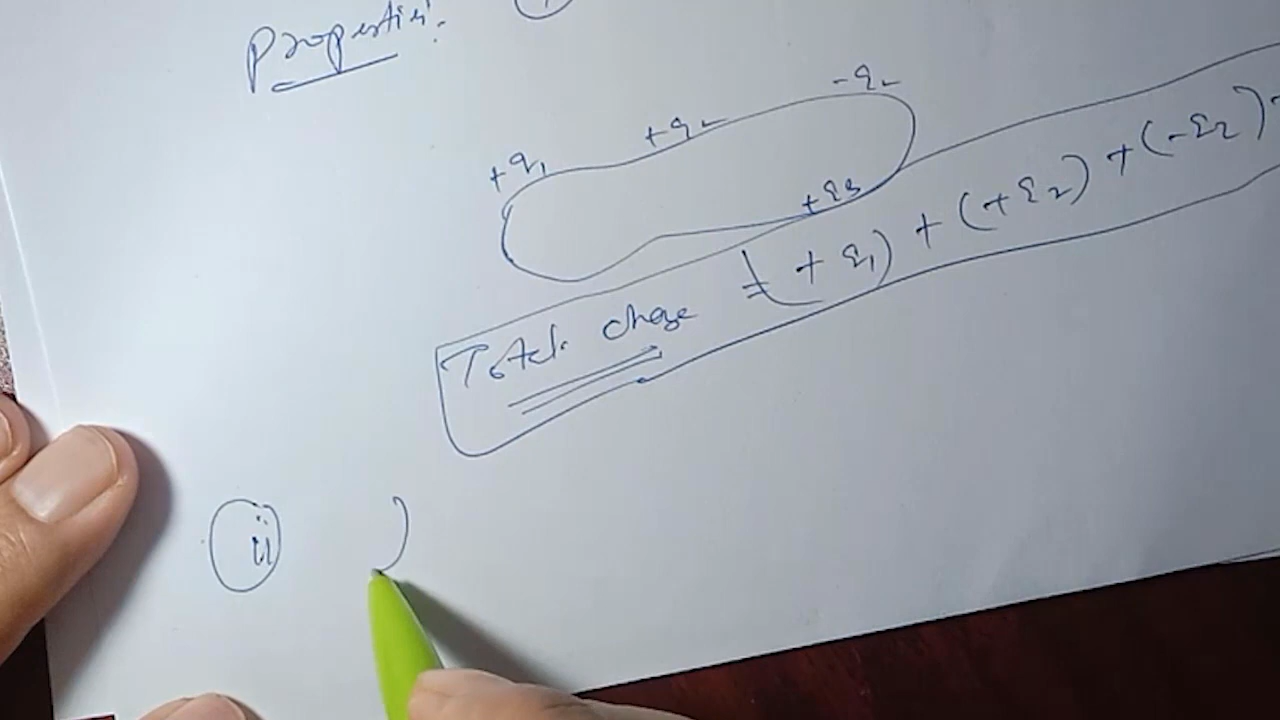 Properties:
-q2
+q2
+q1
+q3
Total charge = (+q1) + (+q2) + (-q2) +
ii